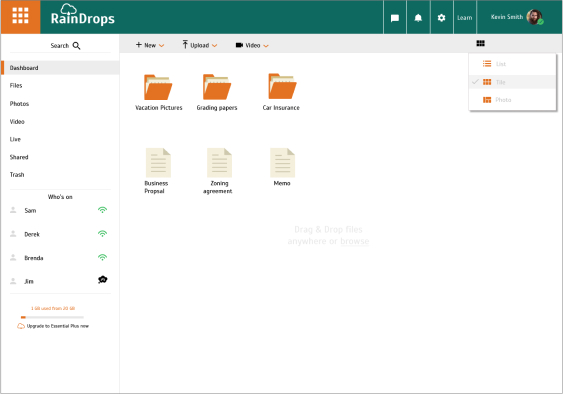 RainDrops
Learn
Kevin Smith
Search
New
Upload
Video
Dashboard
Files
Photos
Video
Live
Shared
Trash
List
Tile
Photo
Vacation Pictures
Grading papers
Car Insurance
Business
Propsal
Zoning
agreement
Memo
Drag & Drop files
anywhere or browse
Who's on
Sam
Derek
Brenda
Jim
1 GB used from 20 GB
Upgrade to Essential Plus now